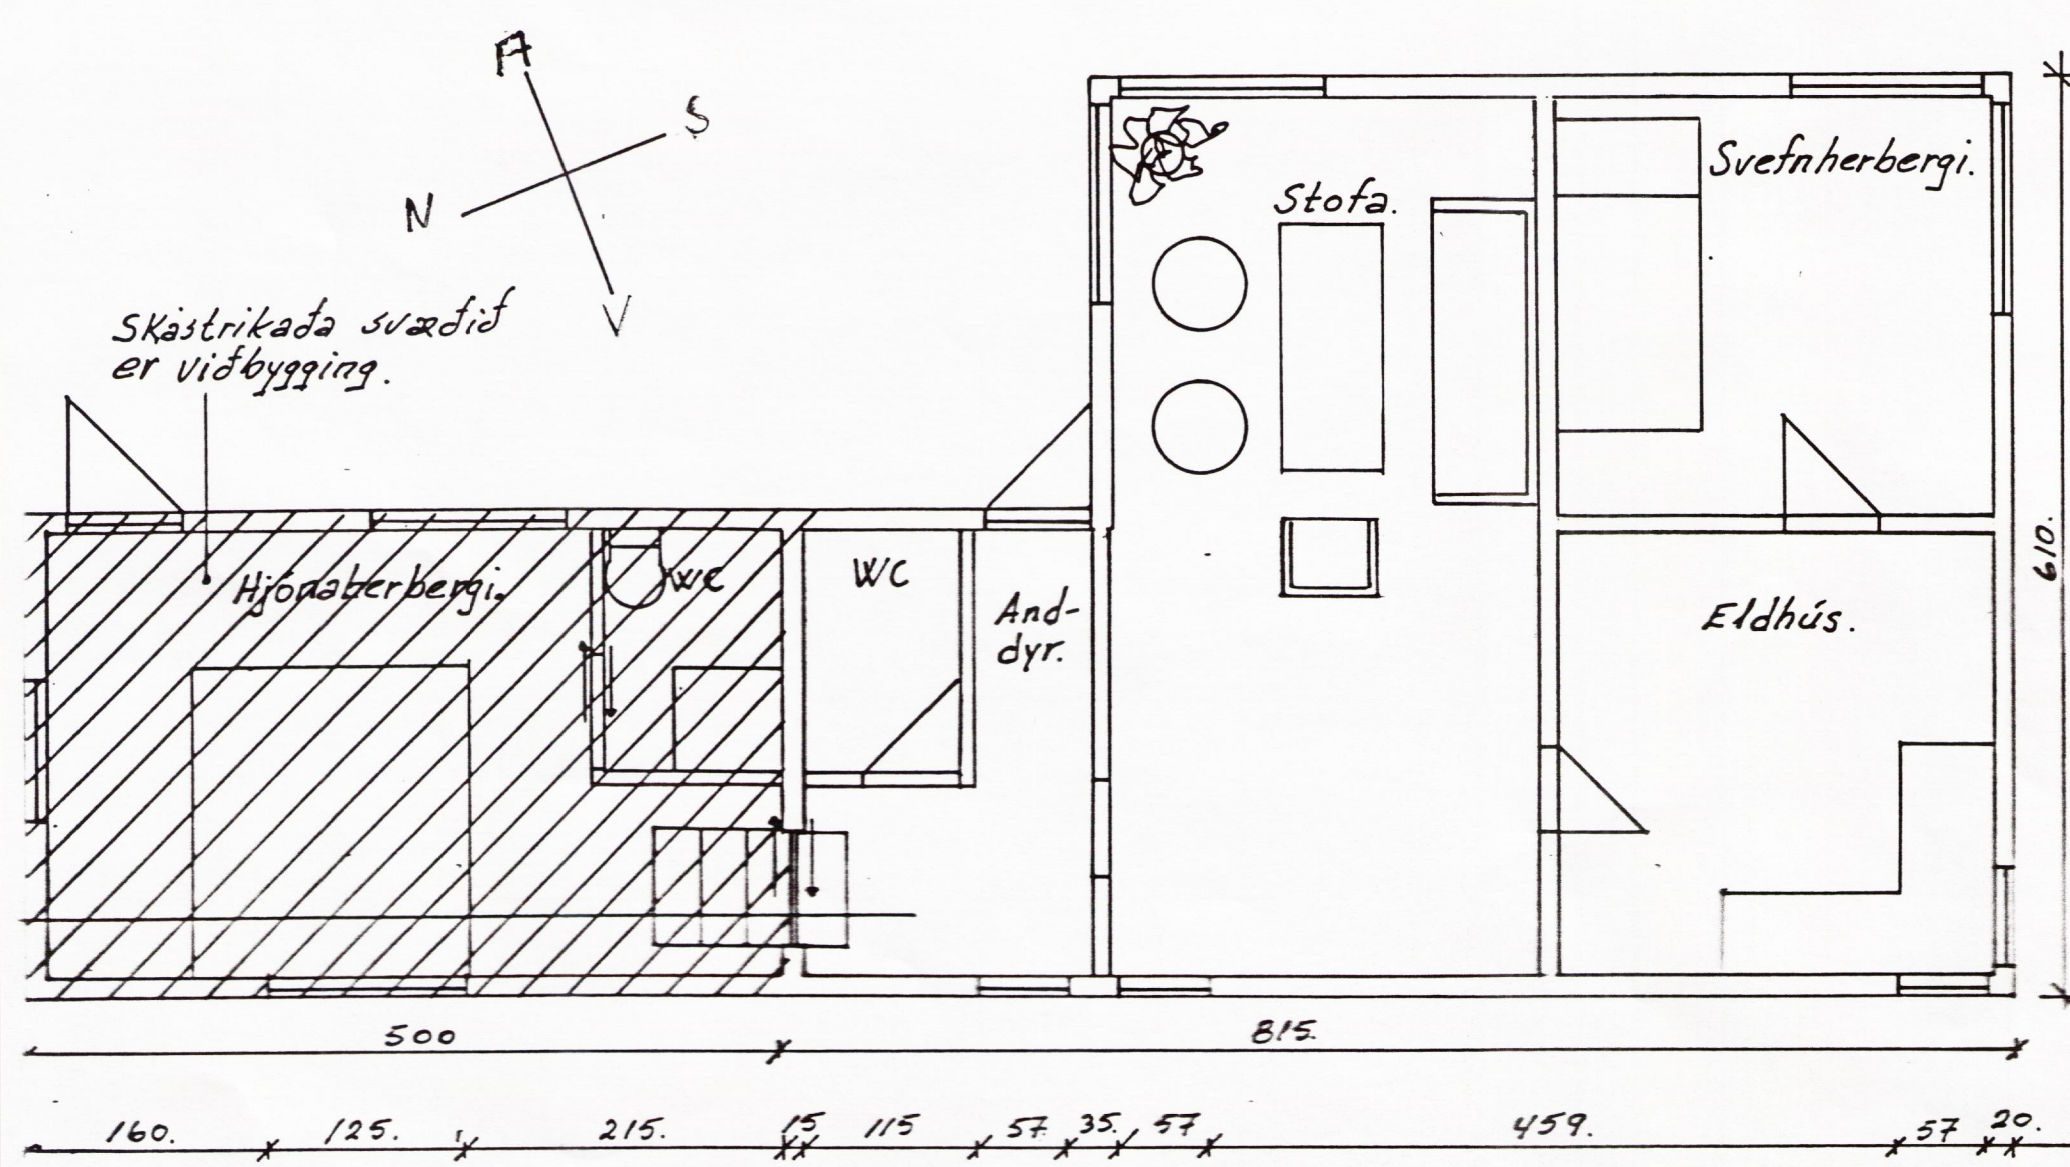 A
S
N
V
Skástrikaða svæðið
er viðbygging.
Stofa.
Svefnherbergi.
Hjónaherbergi.
WC
WC
And-
dyr.
Eldhús.
610.
500
815.
160.
125.
215.
15
115
57
35.
57
459.
57
20.